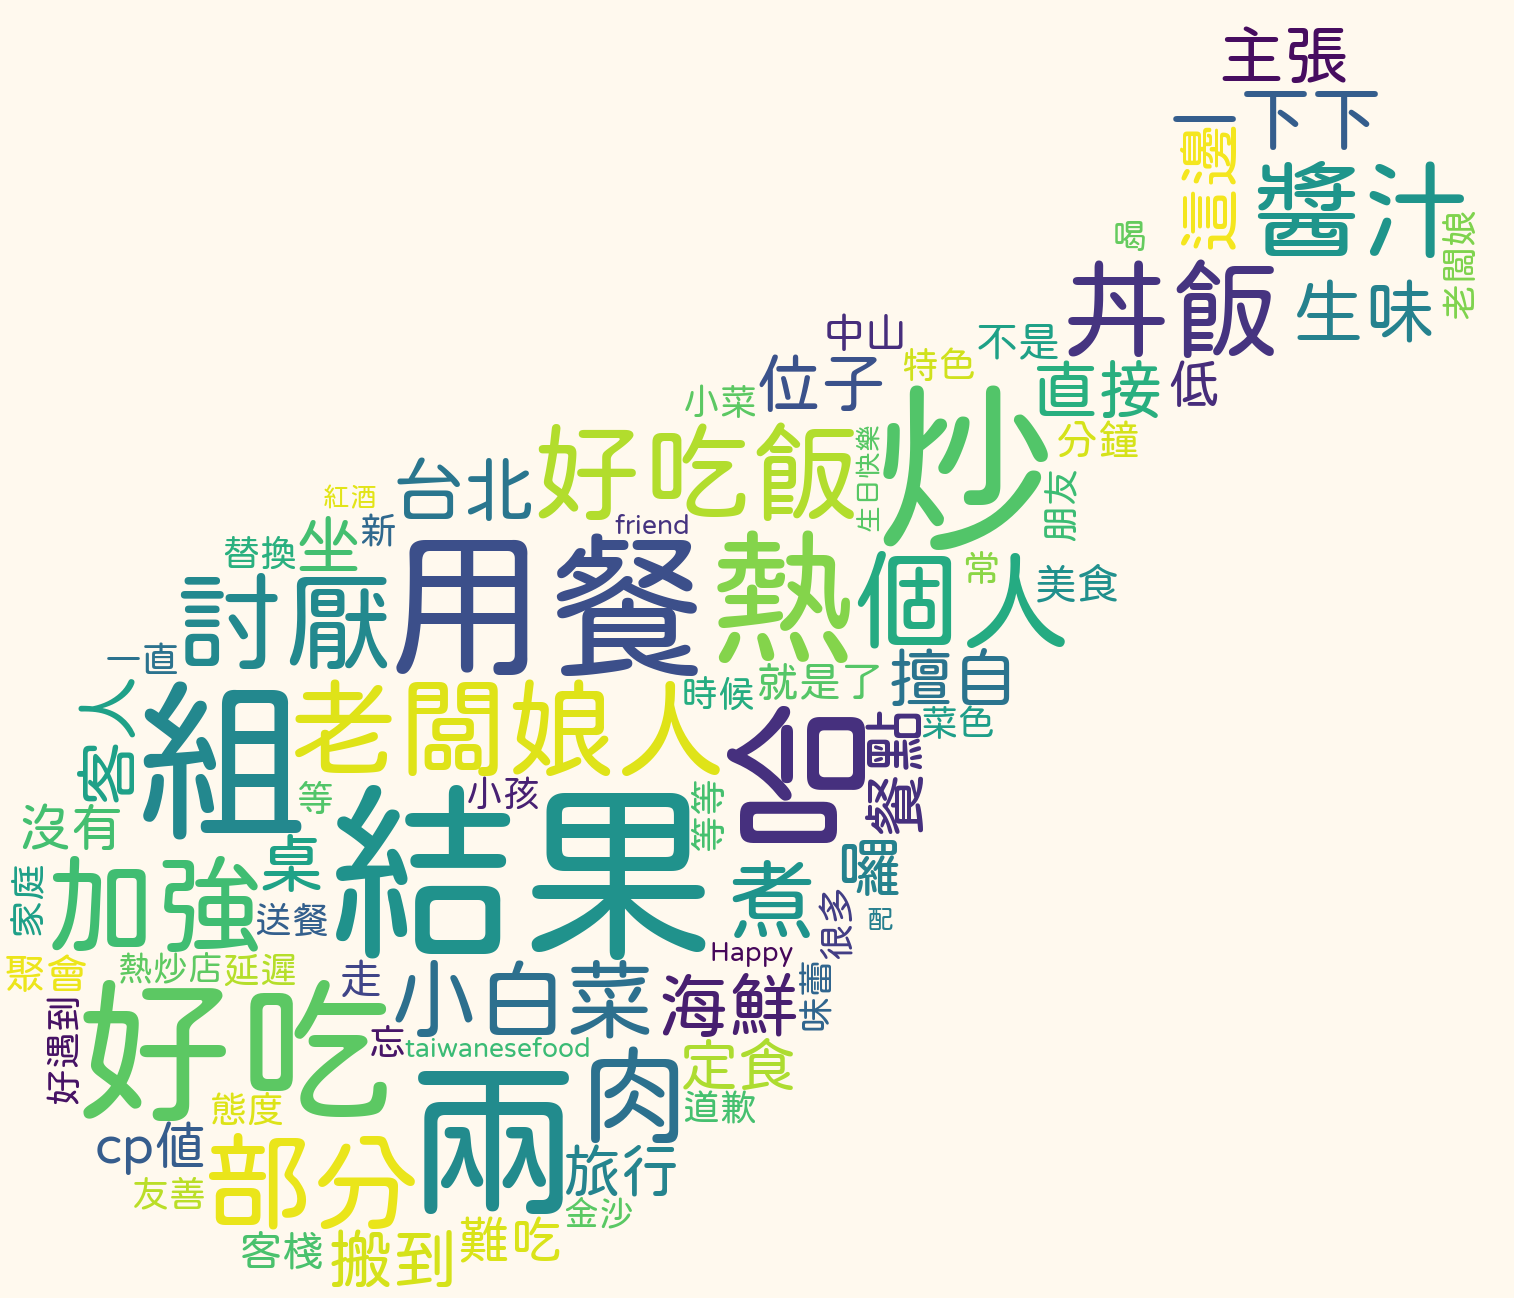 主張
一下下
這邊
醬汁
老闆娘
喝
丼飯
生味
中山
不是
特色
位子
直接
低
小菜
炒
分鐘
好吃飯
生日快樂
朋友
台北
紅酒
新
friend
坐
替換
用餐
熱
個人
常
美食
討厭
一直
客人
組
老闆娘人
時候
就是了
擅自
菜色
哈
餐點
等
小孩
等等
結果
沒有
桌
加強
家庭
送餐
煮
囉
很多
配
聚會
熱炒店
延遲
走
Happy
小白菜
海鮮
味蕾
好遇到
好吃
忘
taiwanesefood
定食
肉
道歉
態度
兩
cp値
部分
旅行
友善
金沙
客棧
搬到
難吃